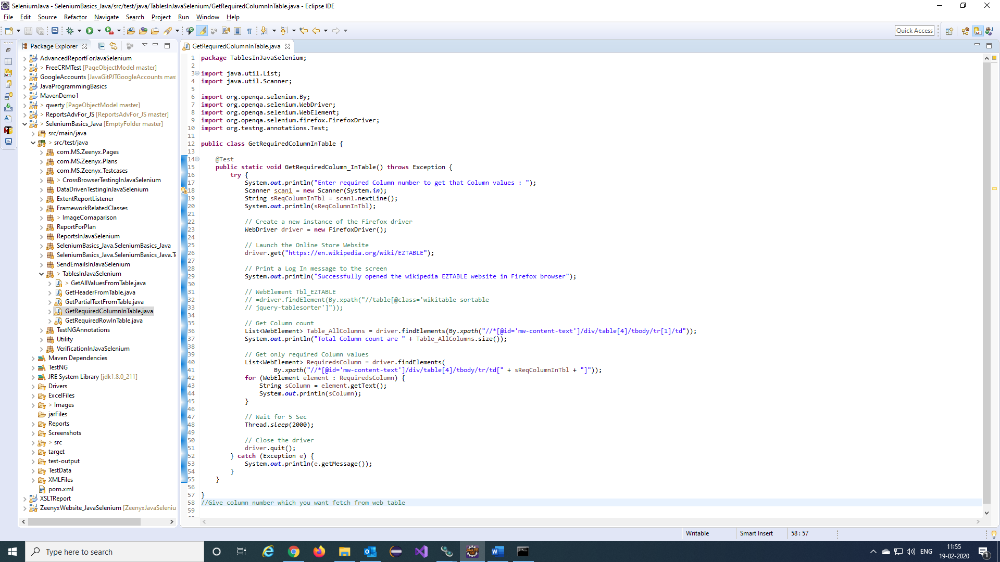 SeleniumJava - SeleniumBasics_Java/src/test/java/TablesInJavaSelenium/GetRequiredColumnInTable.java - Eclipse IDE
File Edit Source Refactor Navigate Search Project Run Window Help
Quick Access
Package Explorer
GetRequiredColumnInTable.java
AdvancedReportForJavaSelenium
> FreeCRMTest [PageObjectModel master]
GoogleAccounts [JavaGitPJTGoogleAccounts mas
JavaProgrammingBasics
MavenDemo1
> qwerty [PageObjectModel master]
> ReportsAdvFor_JS [ReportsAdvFor_JS master]
> SeleniumBasics_Java [EmptyFolder master]
src/main/java
> src/test/java
com.MS.Zeenyx.Pages
com.MS.Zeenyx.Plans
com.MS.Zeenyx.Testcases
> CrossBrowserTestingInJavaSelenium
DataDrivenTestingInJavaSelenium
ExtentReportListener
FrameworkRelatedClasses
> ImageComaparison
ReportForPlan
ReportsInJavaSelenium
SeleniumBasics_Java.SeleniumBasics_Java
SeleniumBasics_Java.SeleniumBasics_Java.T
SendEmailsInJavaSelenium
> TablesInJavaSelenium
> GetAllValuesFromTable.java
GetHeaderFromTable.java
GetPartialTextFromTable.java
GetRequiredColumnInTable.java
GetRequiredRowInTable.java
TestNGAnnotations
Utility
VerificationInJavaSelenium
Maven Dependencies
TestNG
JRE System Library [jdk1.8.0_211]
Drivers
ExcelFiles
> Images
jarFiles
Reports
Screenshots
> src
target
test-output
TestData
XMLFiles
pom.xml
XSLTReport
ZeenyxWebsite_JavaSelenium [ZeenyxJavaSeleniu
1 package TablesInJavaSelenium;
2
3 import java.util.List;
4 import java.util.Scanner;
5
6 import org.openqa.selenium.By;
7 import org.openqa.selenium.WebDriver;
8 import org.openqa.selenium.WebElement;
9 import org.openqa.selenium.firefox.FirefoxDriver;
10 import org.testng.annotations.Test;
11
12 public class GetRequiredColumnInTable {
13
14 @Test
15 public static void GetRequiredColumn_InTable() throws Exception {
16 try {
17 System.out.println("Enter required Column number to get that Column values : ");
18 Scanner scan1 = new Scanner(System.in);
19 String sReqColumnInTbl = scan1.nextLine();
20 System.out.println(sReqColumnInTbl);
21
22 // Create a new instance of the Firefox driver
23 WebDriver driver = new FirefoxDriver();
24
25 // Launch the Online Store Website
26 driver.get("https://en.wikipedia.org/wiki/EZTABLE");
27
28 // Print a Log In message to the screen
29 System.out.println("Successfully opened the wikipedia EZTABLE website in Firefox browser");
30
31 // WebElement Tbl_EZTABLE
32 // =driver.findElement(By.xpath("//table[@class='wikitable sortable
33 // jquery-tablesorter']"));
34
35 // Get Column count
36 List<WebElement> Table_AllColumns = driver.findElements(By.xpath("//*[@id='mw-content-text']/div/table[4]/tbody/tr[1]/td"));
37 System.out.println("Total Column count are " + Table_AllColumns.size());
38
39 // Get only required Column values
40 List<WebElement> RequiredsColumn = driver.findElements(
41 By.xpath("//*[@id='mw-content-text']/div/table[4]/tbody/tr/td[" + sReqColumnInTbl + "]"));
42 for (WebElement element : RequiredsColumn) {
43 String sColumn = element.getText();
44 System.out.println(sColumn);
45 }
46
47 // Wait for 5 Sec
48 Thread.sleep(2000);
49
50 // Close the driver
51 driver.quit();
52 } catch (Exception e) {
53 System.out.println(e.getMessage());
54 }
55 }
56
57 }
58 //Give column number which you want fetch from web table
59
Writable Smart Insert 58 : 57
Type here to search
ENG
11:55
19-02-2020
1